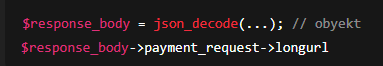 $response_body = json_decode(...); // obyekt
$response_body->payment_request->longurl